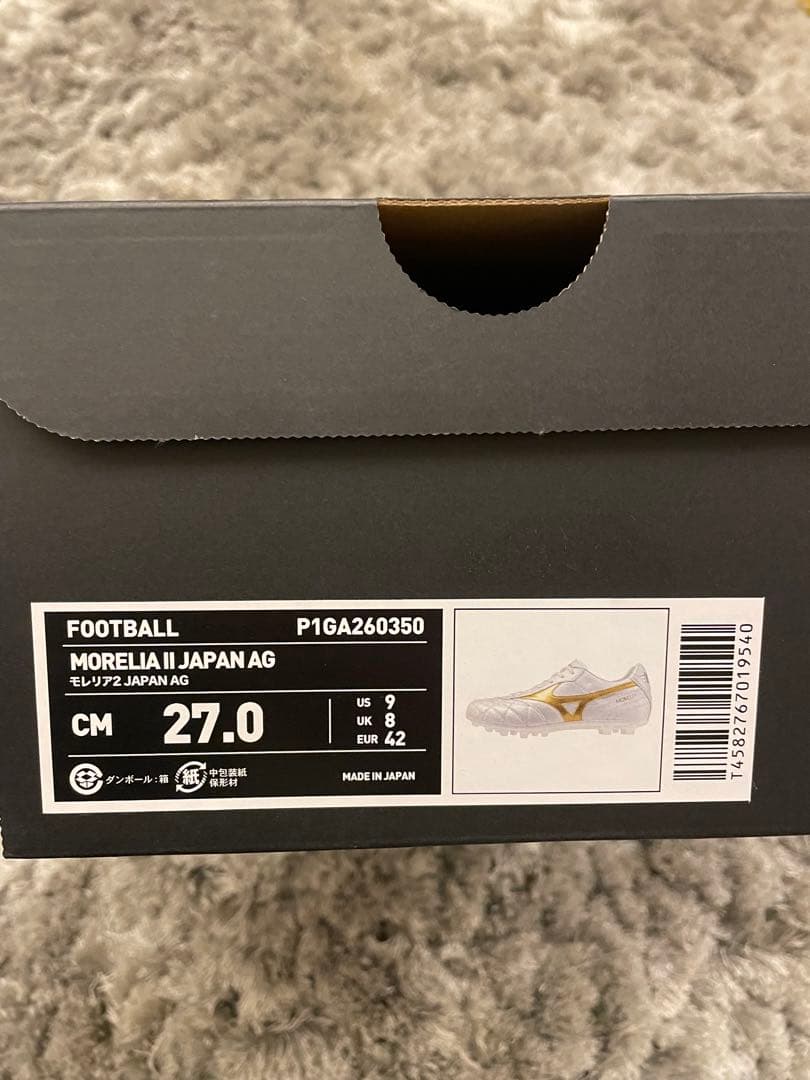 FOOTBALL P1GA260350
MORELIA II JAPAN AG
モレリア2 JAPAN AG
CM 27.0
US 9
UK 8
EUR 42
ダンボール:箱
紙
中包装紙
保形材
MADE IN JAPAN
T4582767019540